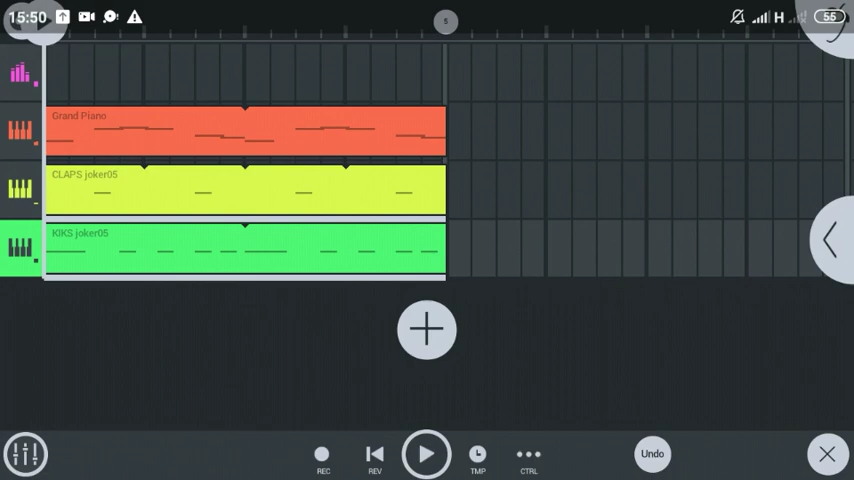 15:50
H
55
5
Grand Piano
CLAPS joker05
KIKS joker05
REC
REV
TMP
CTRL
Undo